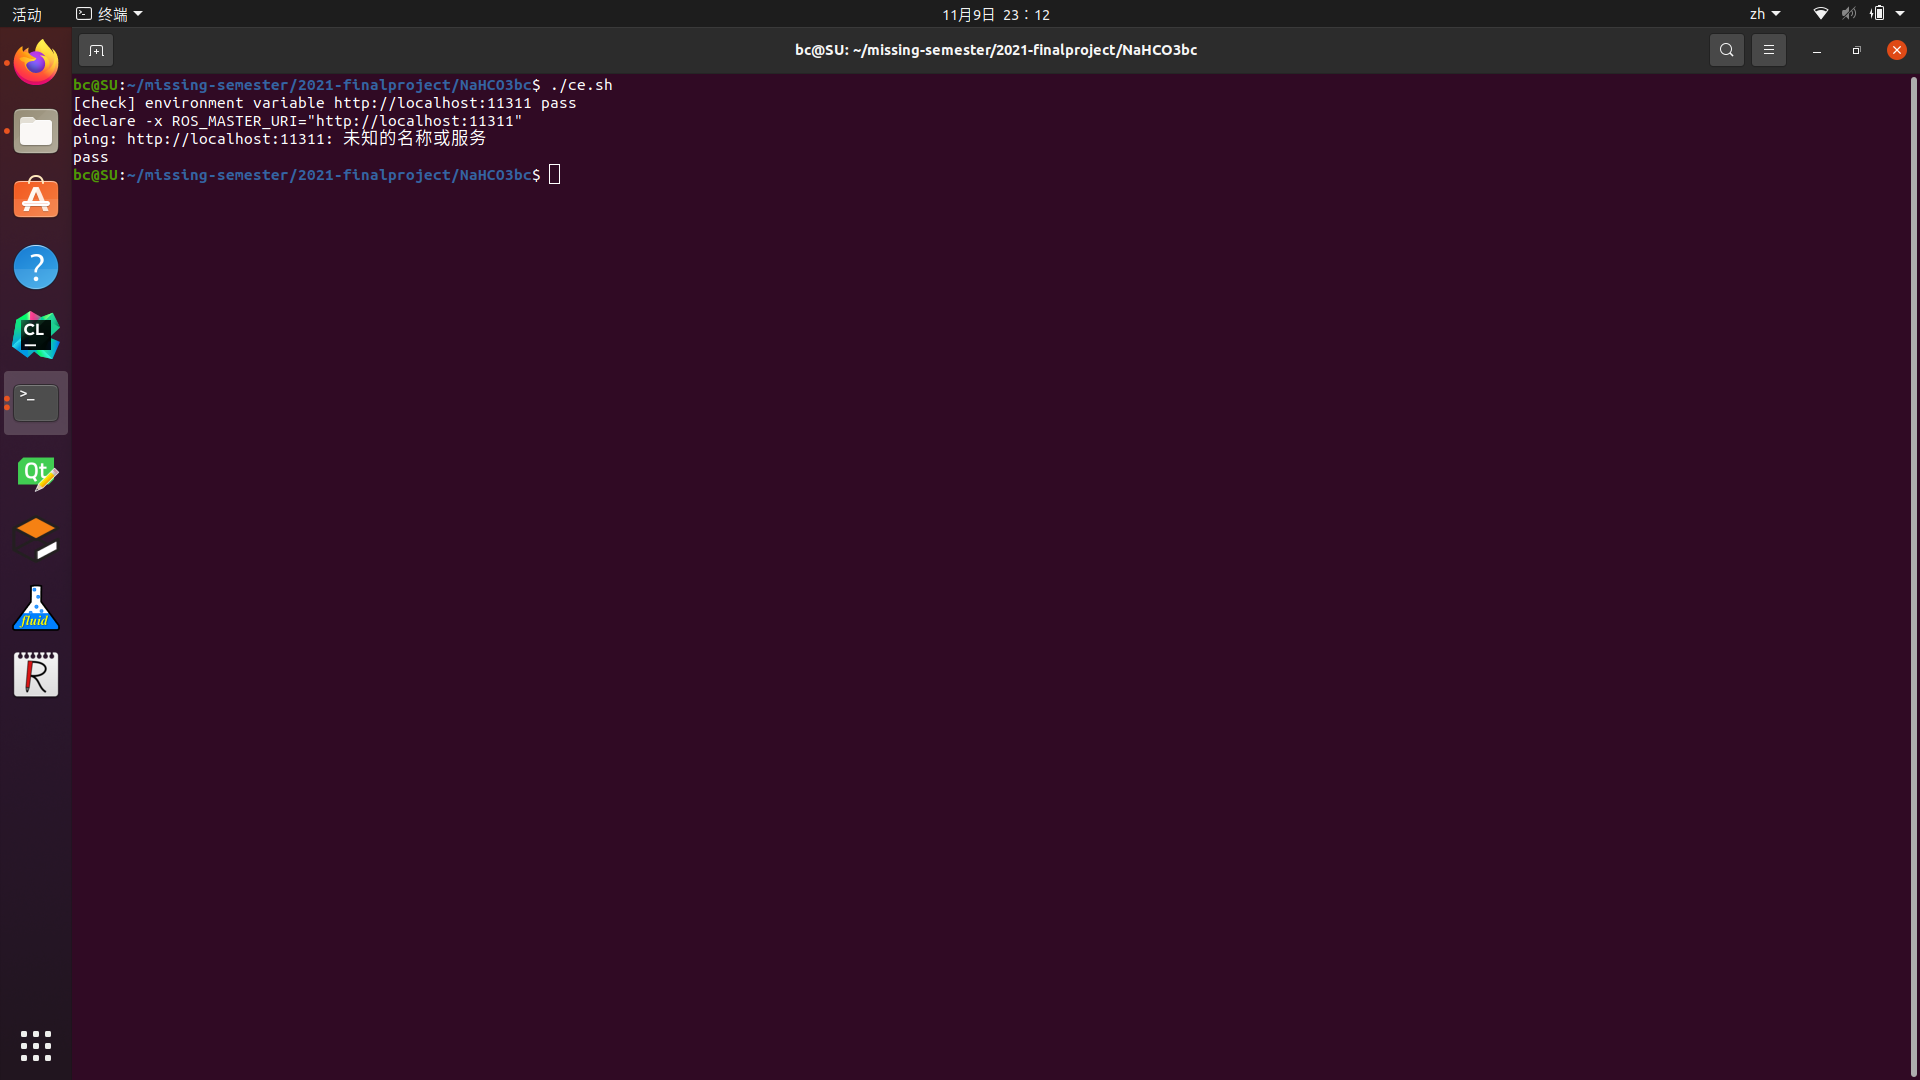 活动 终端 11月9日 23：12 zh
bc@SU: ~/missing-semester/2021-finalproject/NaHCO3bc
bc@SU:~/missing-semester/2021-finalproject/NaHCO3bc$ ./ce.sh
[check] environment variable http://localhost:11311 pass
declare -x ROS_MASTER_URI="http://localhost:11311"
ping: http://localhost:11311: 未知的名称或服务
pass
bc@SU:~/missing-semester/2021-finalproject/NaHCO3bc$
?
CL
>_
Qt
fluid
R